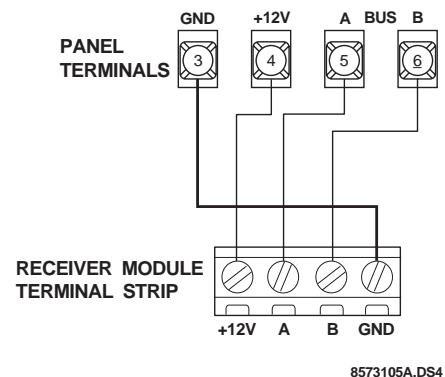 GND +12V A BUS B
PANEL
TERMINALS
3 4 5 6
RECEIVER MODULE
TERMINAL STRIP
+12V A B GND
8573105A.DS4